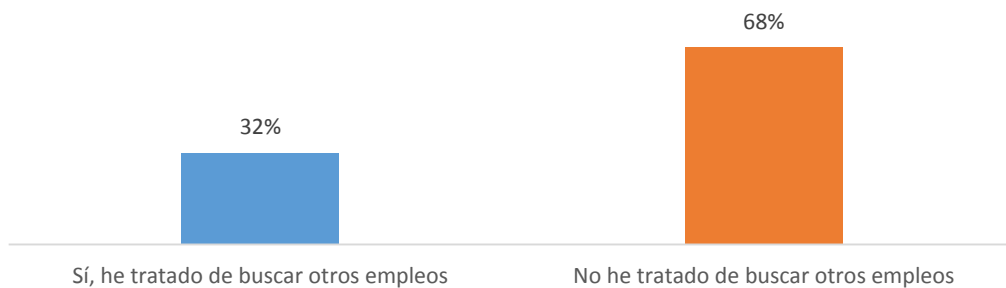 68%
32%
Sí, he tratado de buscar otros empleos
No he tratado de buscar otros empleos